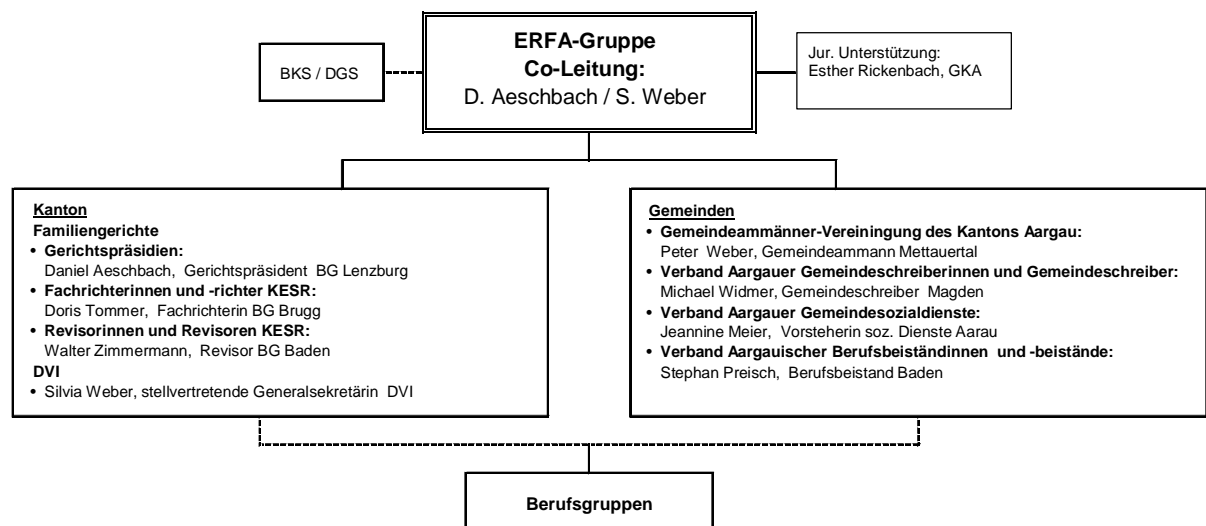 ERFA-Gruppe
Co-Leitung:
D. Aeschbach / S. Weber
BKS / DGS
Jur. Unterstützung:
Esther Rickenbach, GKA
Kanton
Familiengerichte
• Gerichtspräsidien:
Daniel Aeschbach, Gerichtspräsident BG Lenzburg
• Fachrichterinnen und -richter KESR:
Doris Tommer, Fachrichterin BG Brugg
• Revisorinnen und Revisoren KESR:
Walter Zimmermann, Revisor BG Baden
DVI
• Silvia Weber, stellvertretende Generalsekretärin DVI
Gemeinden
• Gemeindeammänner-Vereiningung des Kantons Aargau:
Peter Weber, Gemeindeammann Mettauertal
• Verband Aargauer Gemeindeschreiberinnen und Gemeindeschreiber:
Michael Widmer, Gemeindeschreiber Magden
• Verband Aargauer Gemeindesozialdienste:
Jeannine Meier, Vorsteherin soz. Dienste Aarau
• Verband Aargauischer Berufsbeiständinnen und -beistände:
Stephan Preisch, Berufsbeistand Baden
Berufsgruppen